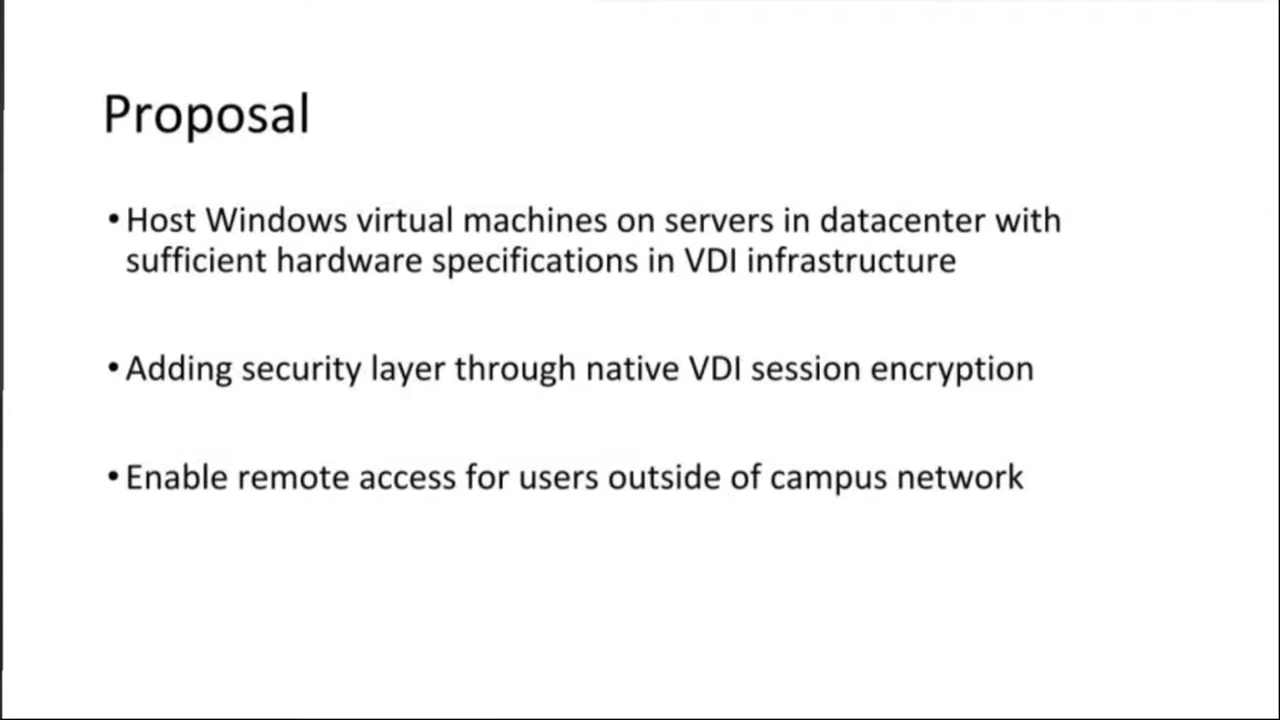 Proposal
•Host Windows virtual machines on servers in datacenter with
sufficient hardware specifications in VDI infrastructure
•Adding security layer through native VDI session encryption
•Enable remote access for users outside of campus network